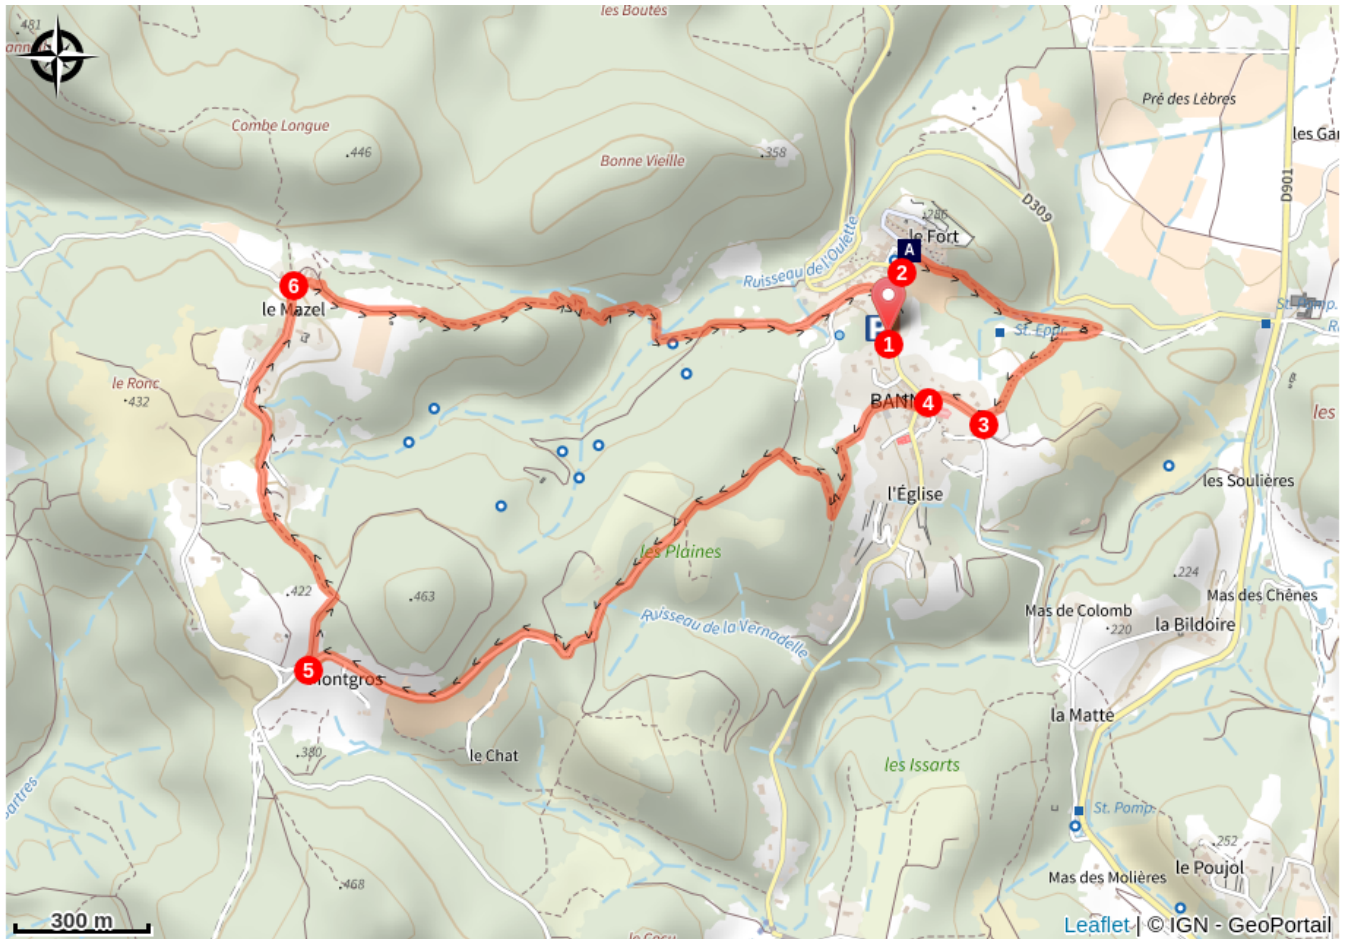 les Boutés
481
Combe Longue
446
Bonne Vieille
358
Pré des Lèbres
les Ga
D901
D309
286
le Fort
A
2
Ruisseau de l'Oulette
6
le Mazel
P
1
St. Epur.
St. Pomp.
le Ronc
432
BANN
4
3
les
l'Église
les Soulières
les Plaines
422
463
224
Mas des Chênes
Mas de Colomb
220
la Bildoire
Ruisseau de la Vernadelle
5
Montgros
la Matte
380
le Chat
les Issarts
St. Pomp.
252
le Poujol
468
Mas des Molières
300 m
Leaflet | © IGN - GeoPortail